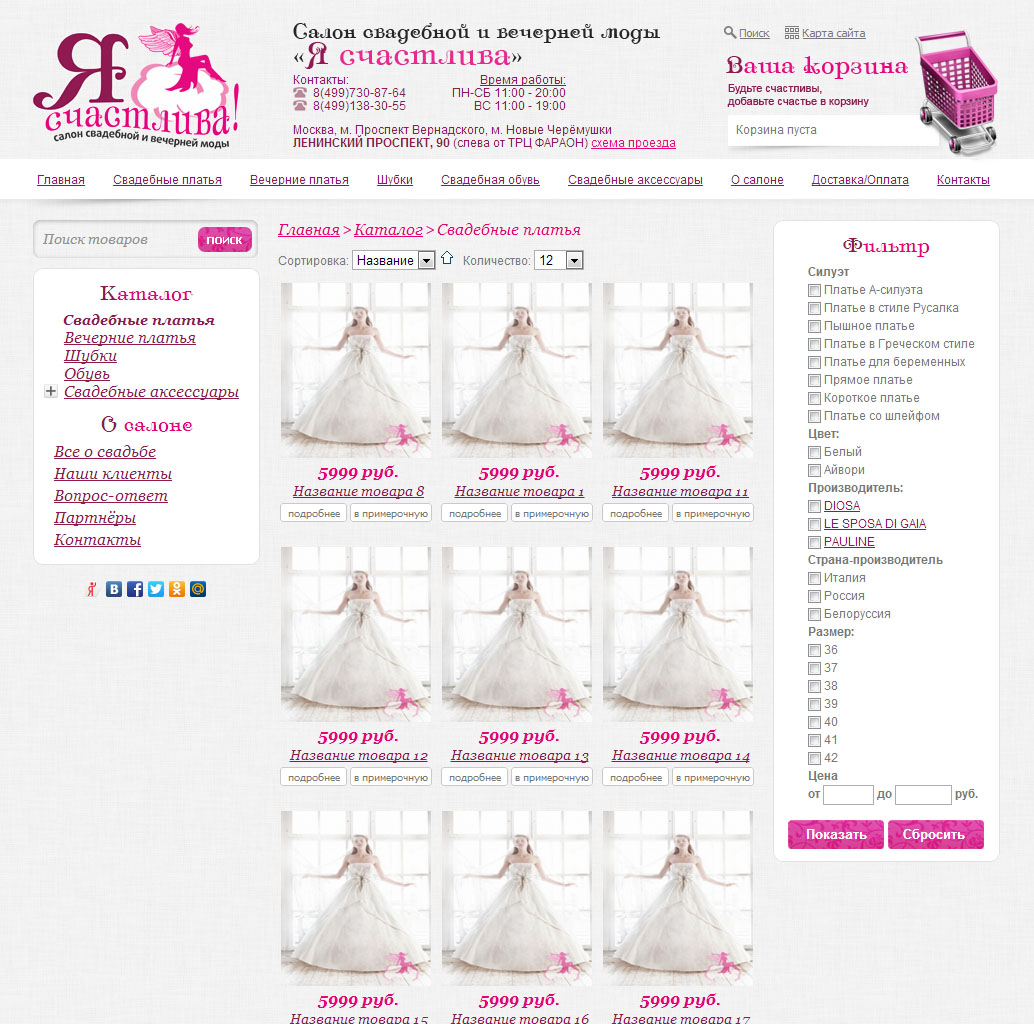 Я
счастлива!
салон свадебной и вечерней моды
Салон свадебной и вечерней моды
«Я счастлива»
Контакты:
8(499)730-87-64
8(499)138-30-55
Время работы:
ПН-СБ 11:00 - 20:00
ВС 11:00 - 19:00
Москва, м. Проспект Вернадского, м. Новые Черёмушки
ЛЕНИНСКИЙ ПРОСПЕКТ, 90 (слева от ТРЦ ФАРАОН) схема проезда
Поиск Карта сайта
Ваша корзина
Будьте счастливы,
добавьте счастье в корзину
Корзина пуста
Главная Свадебные платья Вечерние платья Шубки Свадебная обувь Свадебные аксессуары О салоне Доставка/Оплата Контакты
Поиск товаров ПОИСК
Каталог
Свадебные платья
Вечерние платья
Шубки
Обувь
Свадебные аксессуары
О салоне
Все о свадьбе
Наши клиенты
Вопрос-ответ
Партнёры
Контакты
Главная > Каталог > Свадебные платья
Сортировка: Название Количество: 12
5999 руб. 5999 руб. 5999 руб.
Название товара 8 Название товара 1 Название товара 11
подробнее в примерочную подробнее в примерочную подробнее в примерочную
5999 руб. 5999 руб. 5999 руб.
Название товара 12 Название товара 13 Название товара 14
подробнее в примерочную подробнее в примерочную подробнее в примерочную
5999 руб. 5999 руб. 5999 руб.
Название товара 15 Название товара 16 Название товара 17
Фильтр
Силуэт
Платье А-силуэта
Платье в стиле Русалка
Пышное платье
Платье в Греческом стиле
Платье для беременных
Прямое платье
Короткое платье
Платье со шлейфом
Цвет:
Белый
Айвори
Производитель:
DIOSA
LE SPOSA DI GAIA
PAULINE
Страна-производитель
Италия
Россия
Белоруссия
Размер:
36
37
38
39
40
41
42
Цена
от до руб.
Показать Сбросить